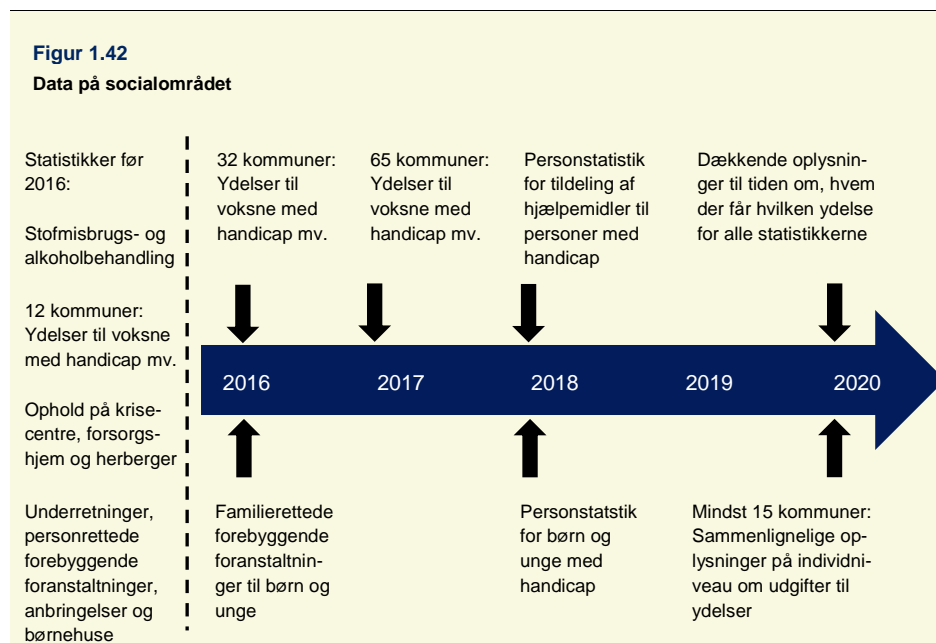 Figur 1.42
Data på socialområdet
Statistikker før
2016:
Stofmisbrugs- og
alkoholbehandling
12 kommuner:
Ydelser til voksne
med handicap mv.
Ophold på krise-
centre, forsorgs-
hjem og herberger
Underretninger,
personrettede
forebyggende
foranstaltninger,
anbringelser og
børnehuse
32 kommuner:
Ydelser til
voksne med
handicap mv.
65 kommuner:
Ydelser til
voksne med
handicap mv.
Personstatistik
for tildeling af
hjælpemidler til
personer med
handicap
Dækkende oplysnin-
ger til tiden om, hvem
der får hvilken ydelse
for alle statistikkerne
2016 2017 2018 2019 2020
Familierettede
forebyggende
foranstaltnin-
ger til børn og
unge
Personstatstik
for børn og
unge med
handicap
Mindst 15 kommuner:
Sammenlignelige op-
lysninger på individni-
veau om udgifter til
ydelser